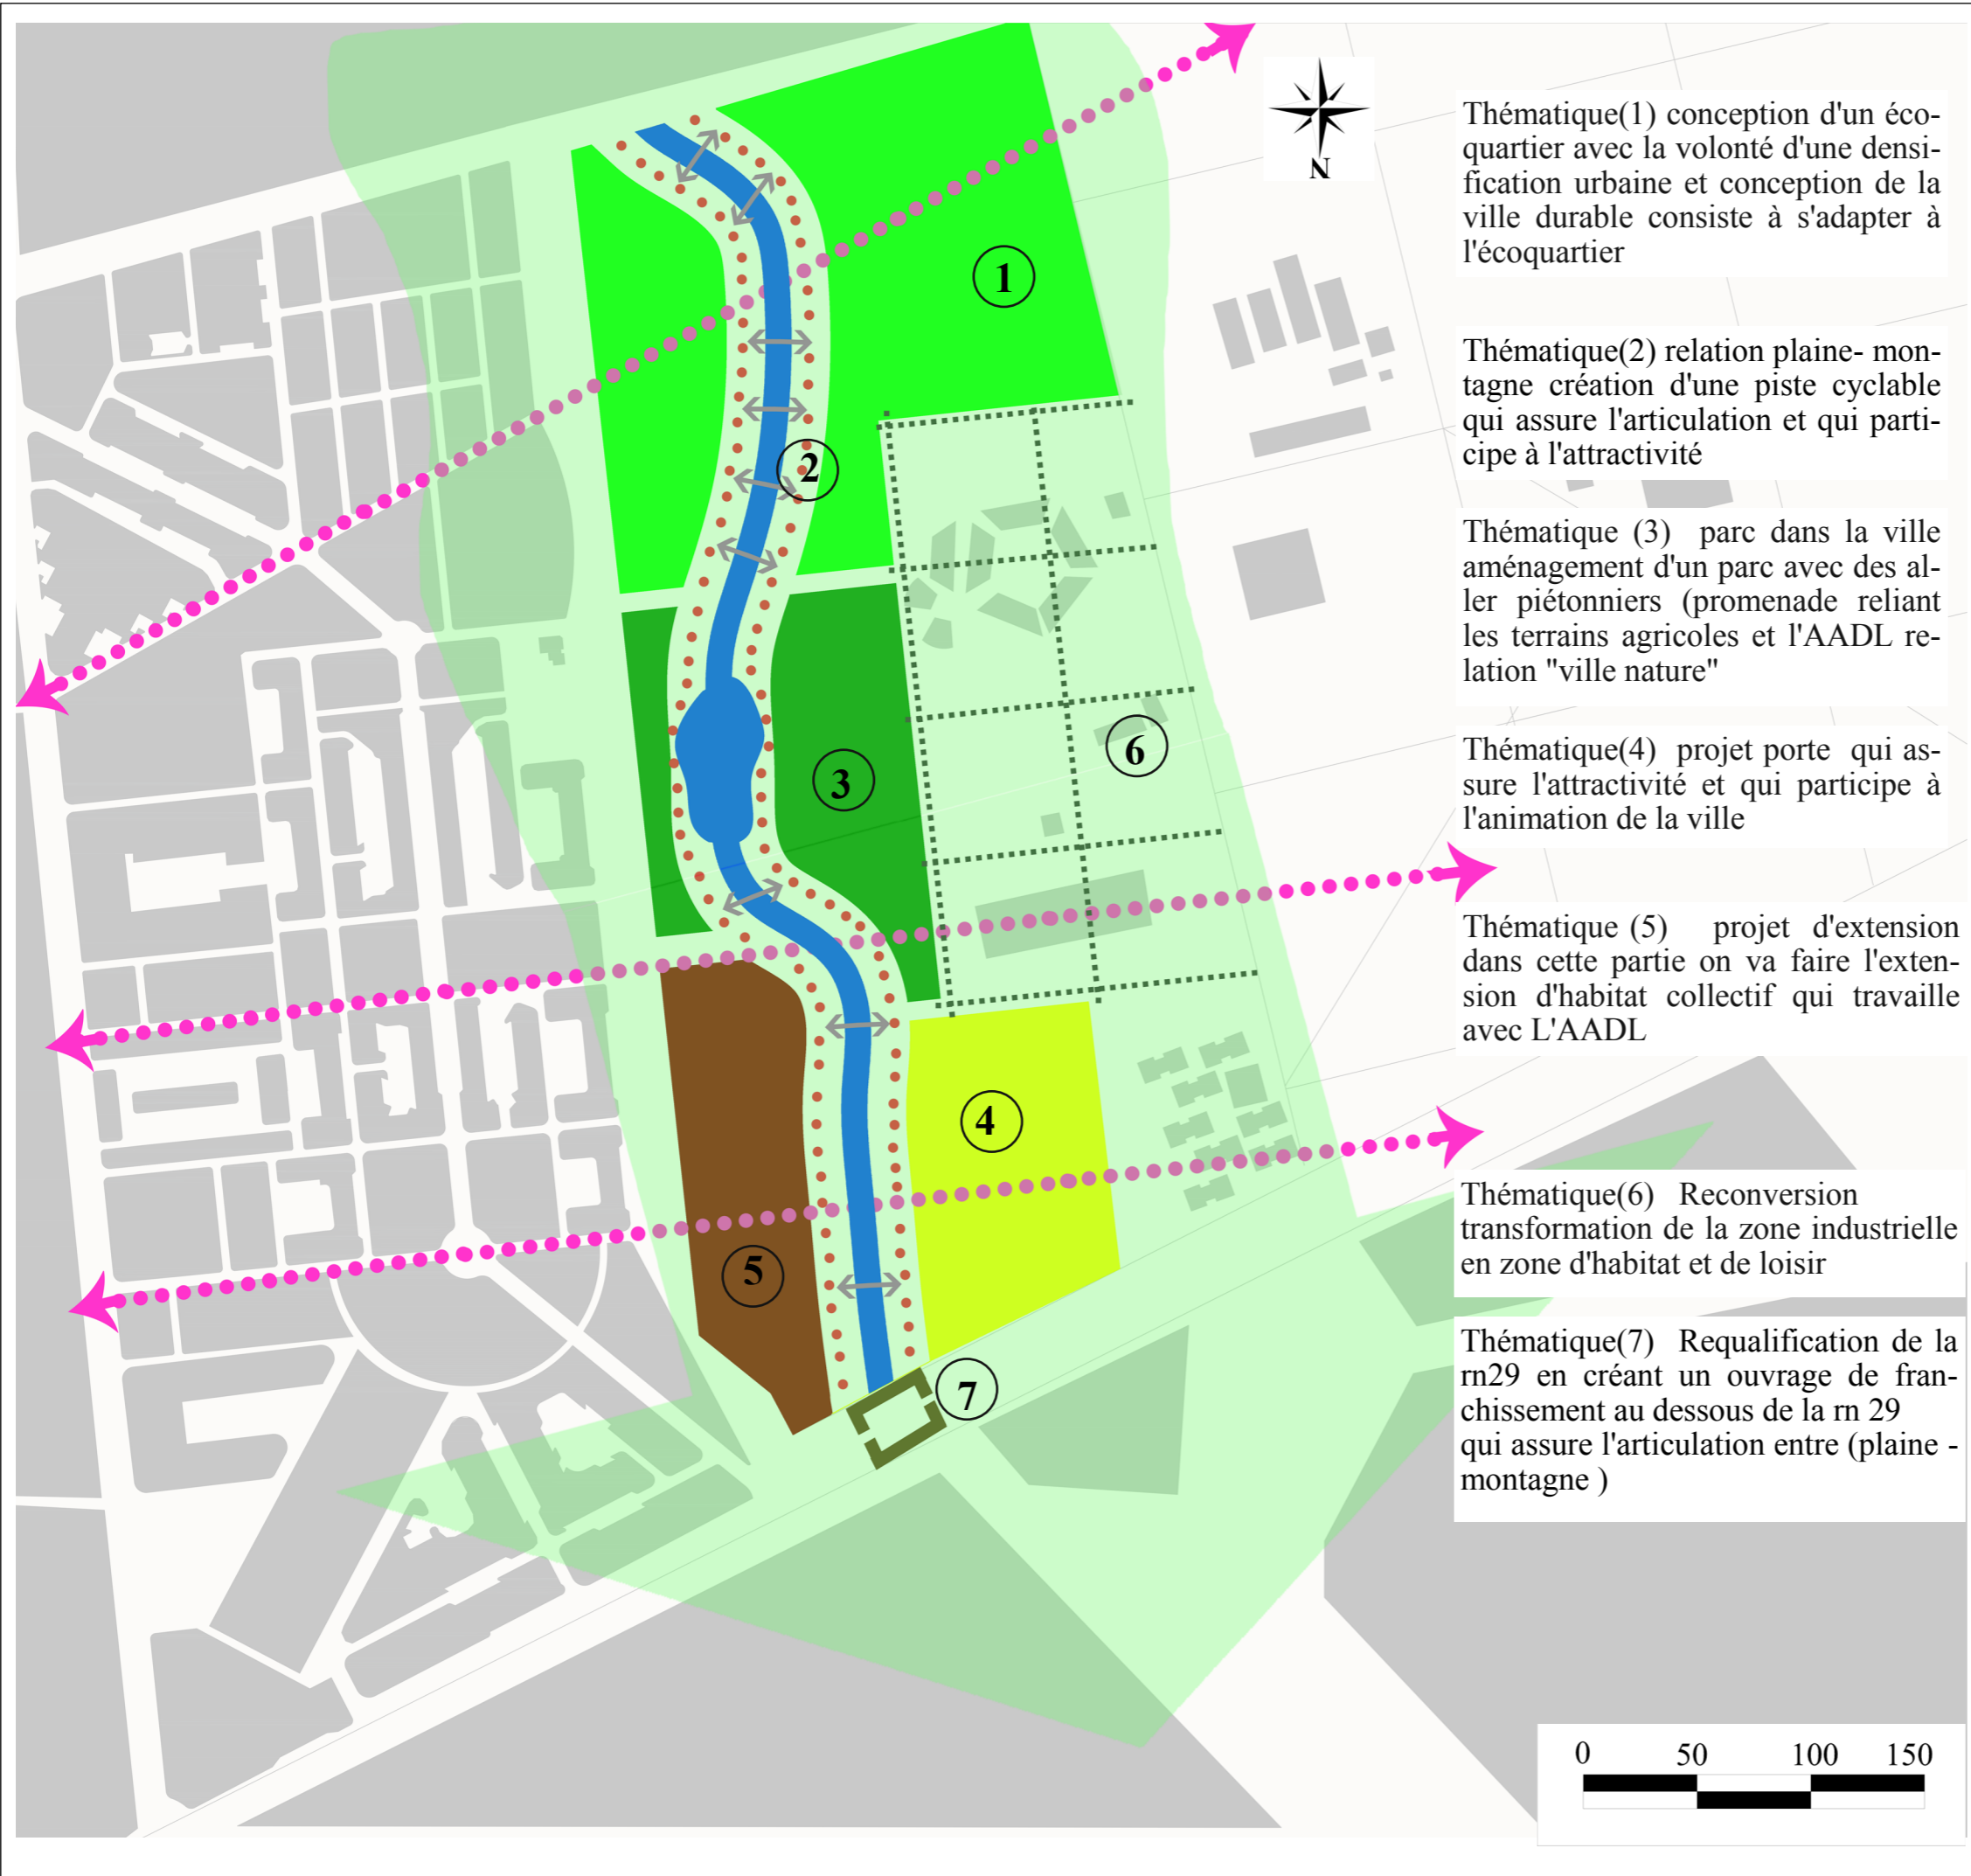 N
Thématique(1) conception d'un éco-
quartier avec la volonté d'une densi-
fication urbaine et conception de la
ville durable consiste à s'adapter à
l'écoquartier
1
Thématique(2) relation plaine- mon-
tagne création d'une piste cyclable
qui assure l'articulation et qui parti-
cipe à l'attractivité
2
Thématique (3) parc dans la ville
aménagement d'un parc avec des al-
ler piétonniers (promenade reliant
les terrains agricoles et l'AADL re-
lation "ville nature"
6
3
Thématique(4) projet porte qui as-
sure l'attractivité et qui participe à
l'animation de la ville
Thématique (5) projet d'extension
dans cette partie on va faire l'exten-
sion d'habitat collectif qui travaille
avec L'AADL
4
Thématique(6) Reconversion
transformation de la zone industrielle
en zone d'habitat et de loisir
5
Thématique(7) Requalification de la
rn29 en créant un ouvrage de fran-
chissement au dessous de la rn 29
qui assure l'articulation entre (plaine -
montagne )
7
0 50 100 150